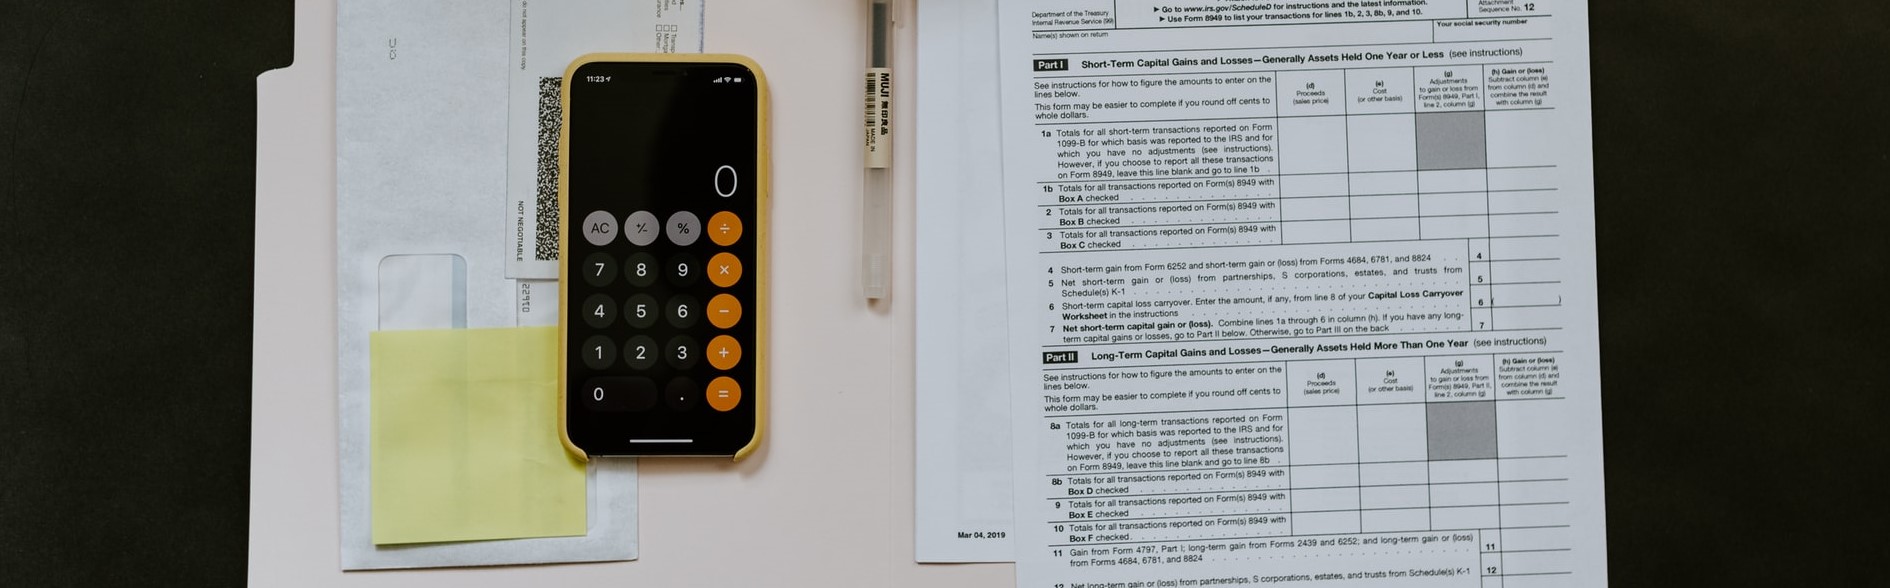 do not appear on this copy
NOT NEGOTIABLE
11:23
0
AC +/- % ÷
7 8 9 ×
4 5 6 −
1 2 3 +
0 . =
MUJI 無印良品
MADE IN
JAPAN
Mar 04, 2019
Department of the Treasury
Internal Revenue Service (99)
► Go to www.irs.gov/ScheduleD for instructions and the latest information.
► Use Form 8949 to list your transactions for lines 1b, 2, 3, 8b, 9, and 10.
Attachment
Sequence No. 12
Name(s) shown on return
Your social security number
Part I Short-Term Capital Gains and Losses—Generally Assets Held One Year or Less (see instructions)
See instructions for how to figure the amounts to enter on the
lines below.
This form may be easier to complete if you round off cents to
whole dollars.
(d)
Proceeds
(sales price)
(e)
Cost
(or other basis)
(g)
Adjustments
to gain or loss from
Form(s) 8949, Part I,
line 2, column (g)
(h) Gain or (loss)
Subtract column (e)
from column (d) and
combine the result
with column (g)
1a Totals for all short-term transactions reported on Form
1099-B for which basis was reported to the IRS and for
which you have no adjustments (see instructions).
However, if you choose to report all these transactions
on Form 8949, leave this line blank and go to line 1b .
1b Totals for all transactions reported on Form(s) 8949 with
Box A checked . . . . . . . . . . . . .
2 Totals for all transactions reported on Form(s) 8949 with
Box B checked . . . . . . . . . . . . .
3 Totals for all transactions reported on Form(s) 8949 with
Box C checked . . . . . . . . . . . . .
4 Short-term gain from Form 6252 and short-term gain or (loss) from Forms 4684, 6781, and 8824 . . 4
5 Net short-term gain or (loss) from partnerships, S corporations, estates, and trusts from
Schedule(s) K-1 . . . . . . . . . . . . . 5
6 Short-term capital loss carryover. Enter the amount, if any, from line 8 of your Capital Loss Carryover
Worksheet in the instructions . . . . . . . . . . . . . 6 ( )
7 Net short-term capital gain or (loss). Combine lines 1a through 6 in column (h). If you have any long-
term capital gains or losses, go to Part II below. Otherwise, go to Part III on the back . . . . 7
Part II Long-Term Capital Gains and Losses—Generally Assets Held More Than One Year (see instructions)
See instructions for how to figure the amounts to enter on the
lines below.
This form may be easier to complete if you round off cents to
whole dollars.
(d)
Proceeds
(sales price)
(e)
Cost
(or other basis)
(g)
Adjustments
to gain or loss from
Form(s) 8949, Part II,
line 2, column (g)
(h) Gain or (loss)
Subtract column (e)
from column (d) and
combine the result
with column (g)
8a Totals for all long-term transactions reported on Form
1099-B for which basis was reported to the IRS and for
which you have no adjustments (see instructions).
However, if you choose to report all these transactions
on Form 8949, leave this line blank and go to line 8b .
8b Totals for all transactions reported on Form(s) 8949 with
Box D checked . . . . . . . . . . . . .
9 Totals for all transactions reported on Form(s) 8949 with
Box E checked . . . . . . . . . . . . .
10 Totals for all transactions reported on Form(s) 8949 with
Box F checked . . . . . . . . . . . . .
11 Gain from Form 4797, Part I; long-term gain from Forms 2439 and 6252; and long-term gain or (loss)
from Forms 4684, 6781, and 8824 . . . . . . . . . . . . . 11
12 Net long-term gain or (loss) from partnerships, S corporations, estates, and trusts from Schedule(s) K-1 12